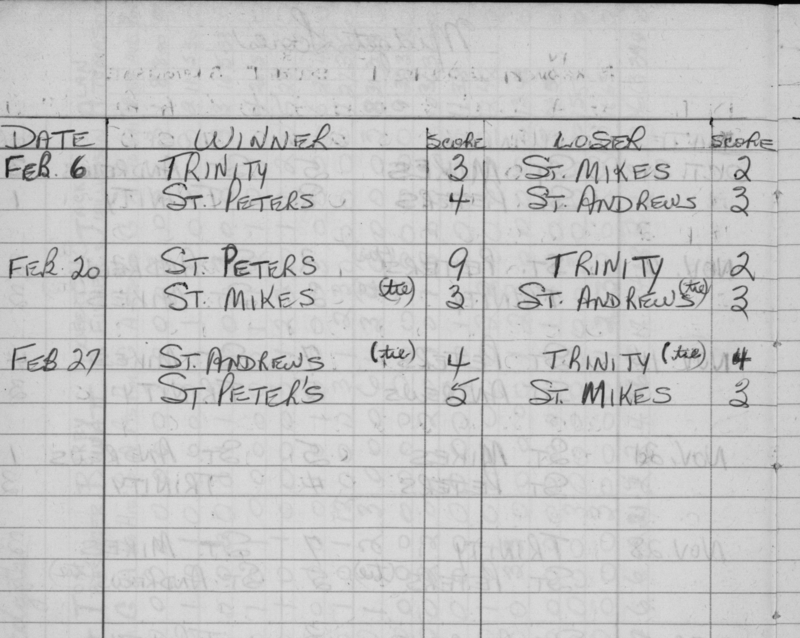 DATE WINNER SCORE LOSER SCORE
FEB. 6 TRINITY 3 ST. MIKES 2
ST. PETERS 4 ST. ANDREWS 3
FEB. 20 ST. PETERS 9 TRINITY 2
ST. MIKES (tie) 3 ST. ANDREWS (tie) 3
FEB 27 ST. ANDREWS (tie) 4 TRINITY (tie) 4
ST. PETER'S 5 ST. MIKES 3